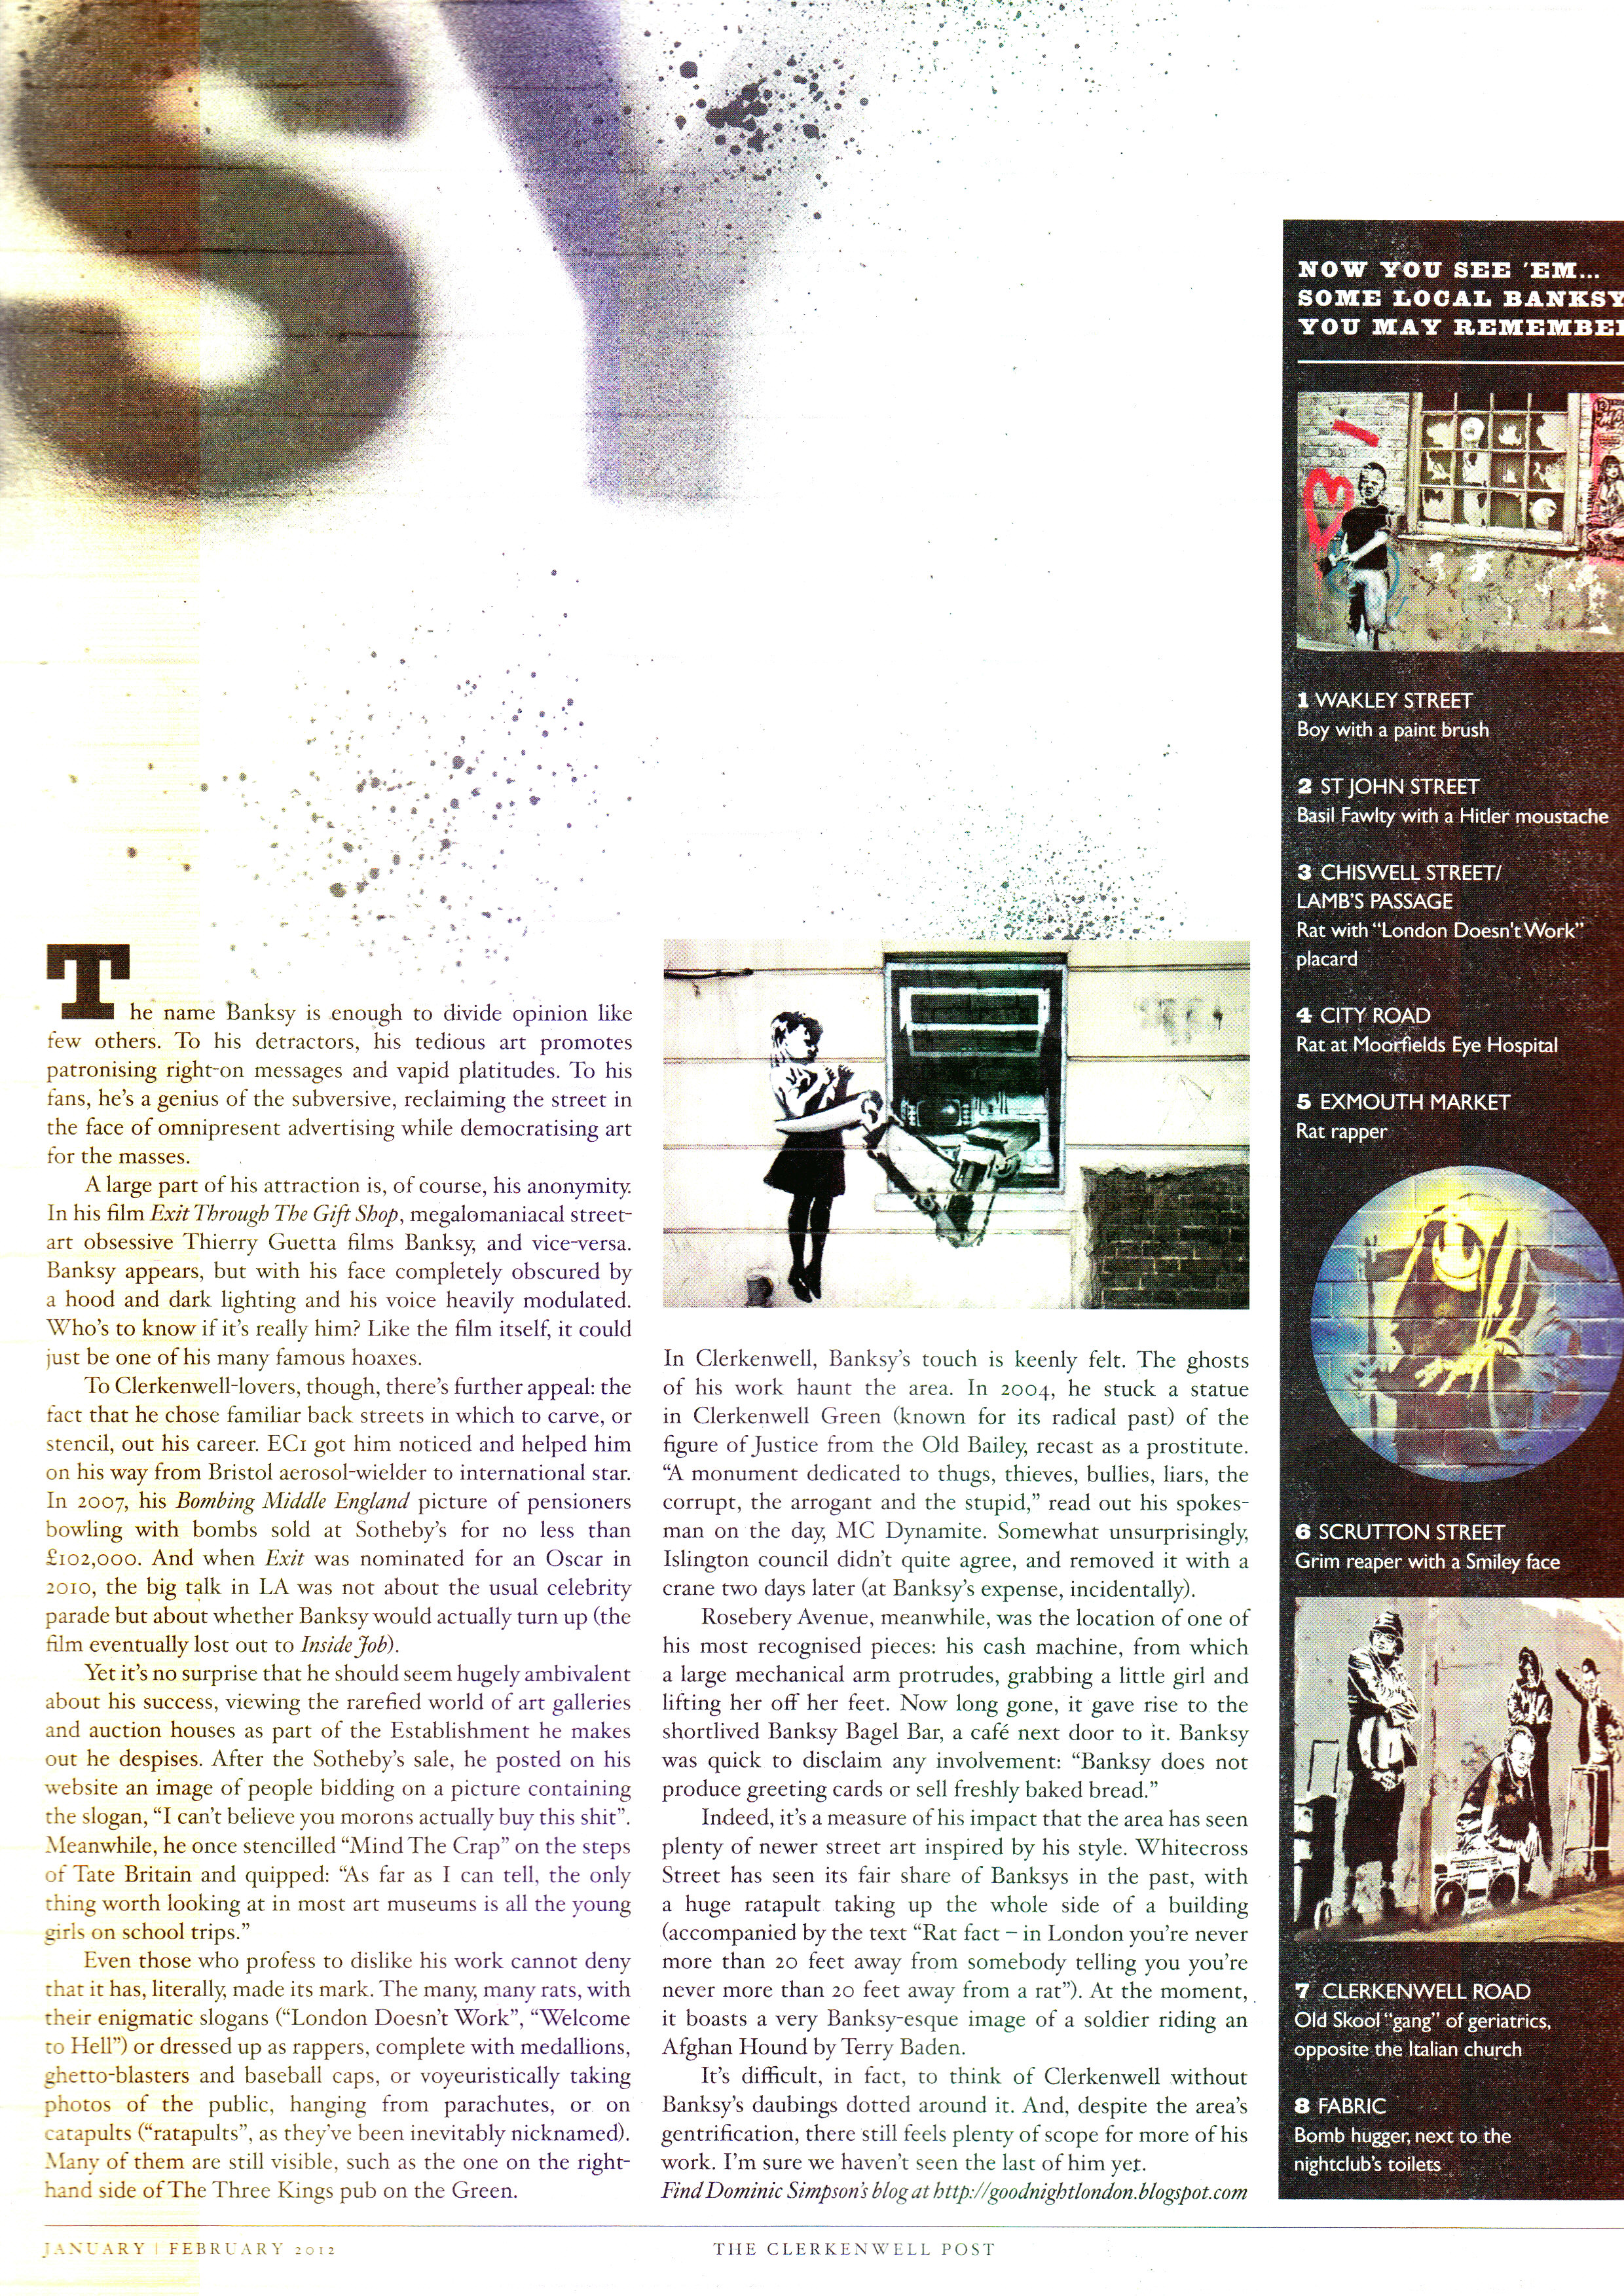 SY
NOW YOU SEE 'EM...
SOME LOCAL BANKSY
YOU MAY REMEMBER
1 WAKLEY STREET
Boy with a paint brush
2 ST JOHN STREET
Basil Fawlty with a Hitler moustache
3 CHISWELL STREET/
LAMB'S PASSAGE
Rat with “London Doesn't Work”
placard
4 CITY ROAD
Rat at Moorfields Eye Hospital
5 EXMOUTH MARKET
Rat rapper
6 SCRUTTON STREET
Grim reaper with a Smiley face
7 CLERKENWELL ROAD
Old Skool “gang” of geriatrics,
opposite the Italian church
8 FABRIC
Bomb hugger, next to the
nightclub's toilets
The name Banksy is enough to divide opinion like
few others. To his detractors, his tedious art promotes
patronising right-on messages and vapid platitudes. To his
fans, he's a genius of the subversive, reclaiming the street in
the face of omnipresent advertising while democratising art
for the masses.
A large part of his attraction is, of course, his anonymity.
In his film Exit Through The Gift Shop, megalomaniacal street-
art obsessive Thierry Guetta films Banksy, and vice-versa.
Banksy appears, but with his face completely obscured by
a hood and dark lighting and his voice heavily modulated.
Who's to know if it's really him? Like the film itself, it could
just be one of his many famous hoaxes.
To Clerkenwell-lovers, though, there's further appeal: the
fact that he chose familiar back streets in which to carve, or
stencil, out his career. EC1 got him noticed and helped him
on his way from Bristol aerosol-wielder to international star.
In 2007, his Bombing Middle England picture of pensioners
bowling with bombs sold at Sotheby's for no less than
£102,000. And when Exit was nominated for an Oscar in
2010, the big talk in LA was not about the usual celebrity
parade but about whether Banksy would actually turn up (the
film eventually lost out to Inside Job).
Yet it's no surprise that he should seem hugely ambivalent
about his success, viewing the rarefied world of art galleries
and auction houses as part of the Establishment he makes
out he despises. After the Sotheby's sale, he posted on his
website an image of people bidding on a picture containing
the slogan, “I can't believe you morons actually buy this shit”.
Meanwhile, he once stencilled “Mind The Crap” on the steps
of Tate Britain and quipped: “As far as I can tell, the only
thing worth looking at in most art museums is all the young
girls on school trips.”
Even those who profess to dislike his work cannot deny
that it has, literally, made its mark. The many, many rats, with
their enigmatic slogans (“London Doesn't Work”, “Welcome
to Hell”) or dressed up as rappers, complete with medallions,
ghetto-blasters and baseball caps, or voyeuristically taking
photos of the public, hanging from parachutes, or on
catapults (“ratapults”, as they've been inevitably nicknamed).
Many of them are still visible, such as the one on the right-
hand side of The Three Kings pub on the Green.
In Clerkenwell, Banksy's touch is keenly felt. The ghosts
of his work haunt the area. In 2004, he stuck a statue
in Clerkenwell Green (known for its radical past) of the
figure of Justice from the Old Bailey, recast as a prostitute.
“A monument dedicated to thugs, thieves, bullies, liars, the
corrupt, the arrogant and the stupid,” read out his spokes-
man on the day, MC Dynamite. Somewhat unsurprisingly,
Islington council didn't quite agree, and removed it with a
crane two days later (at Banksy's expense, incidentally).
Rosebery Avenue, meanwhile, was the location of one of
his most recognised pieces: his cash machine, from which
a large mechanical arm protrudes, grabbing a little girl and
lifting her off her feet. Now long gone, it gave rise to the
shortlived Banksy Bagel Bar, a café next door to it. Banksy
was quick to disclaim any involvement: “Banksy does not
produce greeting cards or sell freshly baked bread.”
Indeed, it's a measure of his impact that the area has seen
plenty of newer street art inspired by his style. Whitecross
Street has seen its fair share of Banksys in the past, with
a huge ratapult taking up the whole side of a building
(accompanied by the text “Rat fact – in London you're never
more than 20 feet away from somebody telling you you're
never more than 20 feet away from a rat”). At the moment,
it boasts a very Banksy-esque image of a soldier riding an
Afghan Hound by Terry Baden.
It's difficult, in fact, to think of Clerkenwell without
Banksy's daubings dotted around it. And, despite the area's
gentrification, there still feels plenty of scope for more of his
work. I'm sure we haven't seen the last of him yet.
Find Dominic Simpson's blog at http://goodnightlondon.blogspot.com
JANUARY | FEBRUARY 2012
THE CLERKENWELL POST